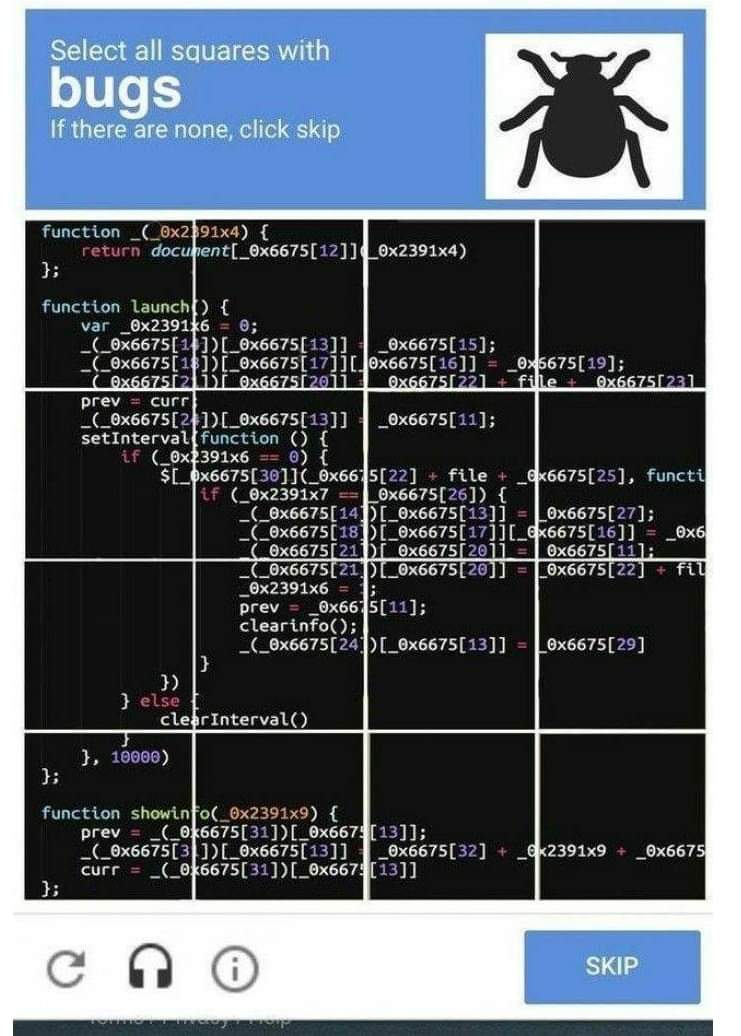 Select all squares with
bugs
If there are none, click skip
function _(_0x2391x4) {
return document[_0x6675[12]](_0x2391x4)
};
function launch() {
var _0x2391x6 = 0;
_(_0x6675[14])[_0x6675[13]] = _0x6675[15];
_(_0x6675[18])[_0x6675[17]][_0x6675[16]] = _0x6675[19];
_(_0x6675[21])[_0x6675[20]] = _0x6675[22] + file + _0x6675[23]
prev = curr;
_(_0x6675[24])[_0x6675[13]] = _0x6675[11];
setInterval(function () {
if (_0x2391x6 == 0) {
$[_0x6675[30]](_0x6675[22] + file + _0x6675[25], functi
if (_0x2391x7 == _0x6675[26]) {
_(_0x6675[14])[_0x6675[13]] = _0x6675[27];
_(_0x6675[18])[_0x6675[17]][_0x6675[16]] = _0x6
_(_0x6675[21])[_0x6675[20]] = _0x6675[11];
_(_0x6675[21])[_0x6675[20]] = _0x6675[22] + fil
_0x2391x6 = ;
prev = _0x6675[11];
clearinfo();
_(_0x6675[24])[_0x6675[13]] = _0x6675[29]
}
})
} else {
clearInterval()
}
}, 10000)
};
function showinfo(_0x2391x9) {
prev = _(_0x6675[31])[_0x6675[13]];
_(_0x6675[31])[_0x6675[13]] = _0x6675[32] + _0x2391x9 + _0x6675
curr = _(_0x6675[31])[_0x6675[13]]
};
SKIP